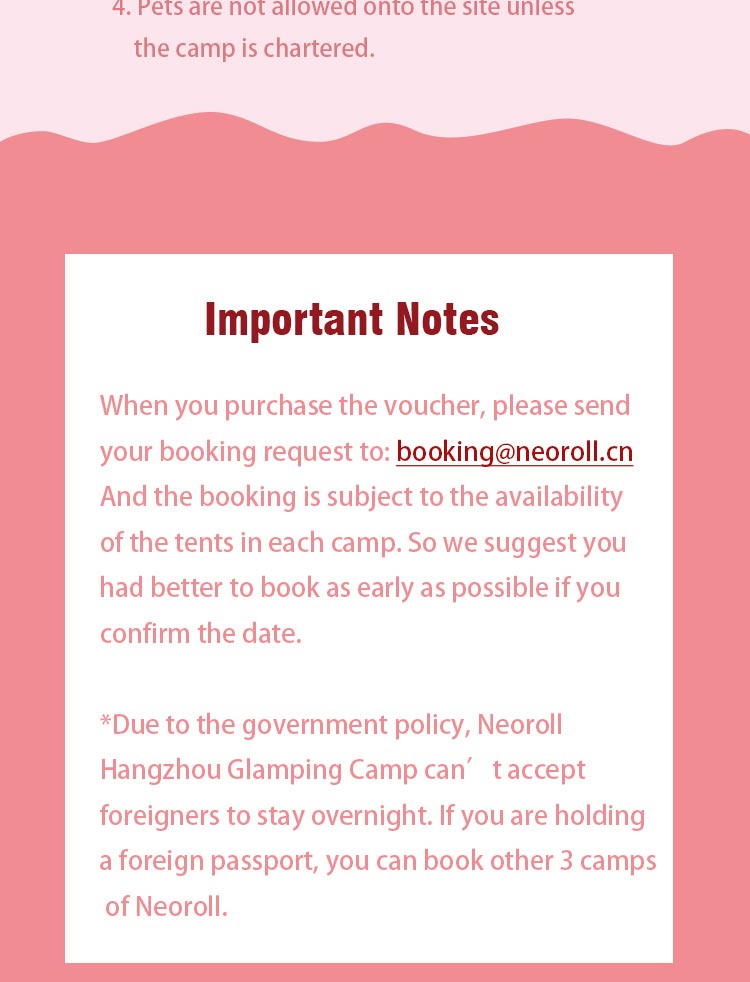 4. Pets are not allowed onto the site unless
the camp is chartered.
Important Notes
When you purchase the voucher, please send
your booking request to: booking@neoroll.cn
And the booking is subject to the availability
of the tents in each camp. So we suggest you
had better to book as early as possible if you
confirm the date.
*Due to the government policy, Neoroll
Hangzhou Glamping Camp can′ t accept
foreigners to stay overnight. If you are holding
a foreign passport, you can book other 3 camps
of Neoroll.